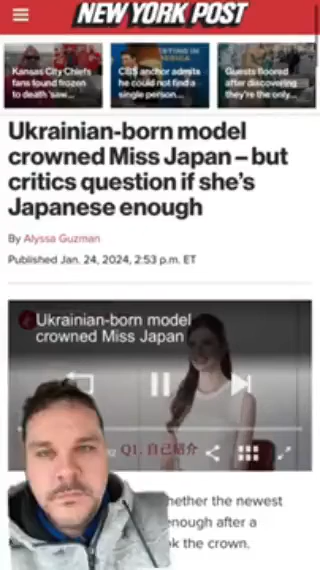 NEW YORK POST
Kansas City Chiefs
fans found frozen
to death 'saw...
CBS anchor admits
he could not find a
single person...
Guests floored
after discovering
they're the only...
Ukrainian-born model
crowned Miss Japan – but
critics question if she's
Japanese enough
By Alyssa Guzman
Published Jan. 24, 2024, 2:53 p.m. ET
Ukrainian-born model
crowned Miss Japan
Q1. 自己紹介
hether the newest
enough after a
ok the crown.